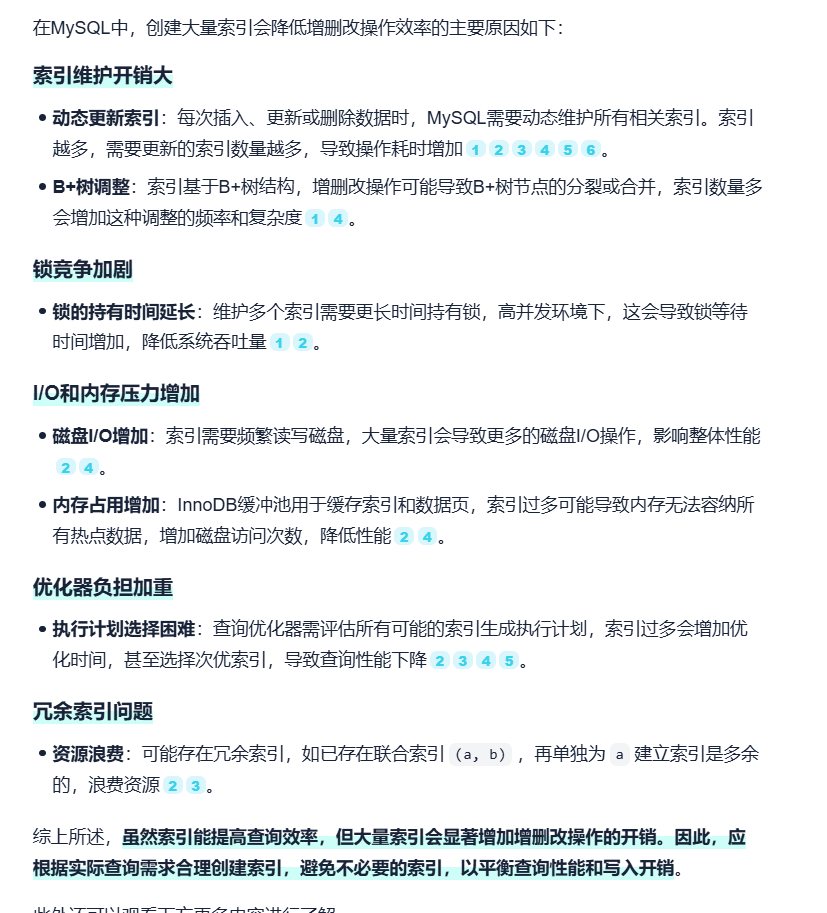 在MySQL中，创建大量索引会降低增删改操作效率的主要原因如下：
索引维护开销大
• 动态更新索引：每次插入、更新或删除数据时，MySQL需要动态维护所有相关索引。索引
越多，需要更新的索引数量越多，导致操作耗时增加 1 2 3 4 5 6 。
• B+树调整：索引基于B+树结构，增删改操作可能导致B+树节点的分裂或合并，索引数量多
会增加这种调整的频率和复杂度 1 4 。
锁竞争加剧
• 锁的持有时间延长：维护多个索引需要更长时间持有锁，高并发环境下，这会导致锁等待
时间增加，降低系统吞吐量 1 2 。
I/O和内存压力增加
• 磁盘I/O增加：索引需要频繁读写磁盘，大量索引会导致更多的磁盘I/O操作，影响整体性能
2 4 。
• 内存占用增加：InnoDB缓冲池用于缓存索引和数据页，索引过多可能导致内存无法容纳所
有热点数据，增加磁盘访问次数，降低性能 2 4 。
优化器负担加重
• 执行计划选择困难：查询优化器需评估所有可能的索引生成执行计划，索引过多会增加优
化时间，甚至选择次优索引，导致查询性能下降 2 3 4 5 。
冗余索引问题
• 资源浪费：可能存在冗余索引，如已存在联合索引 (a, b) ，再单独为 a 建立索引是多余
的，浪费资源 2 3 。
综上所述，虽然索引能提高查询效率，但大量索引会显著增加增删改操作的开销。因此，应
根据实际查询需求合理创建索引，避免不必要的索引，以平衡查询性能和写入开销。